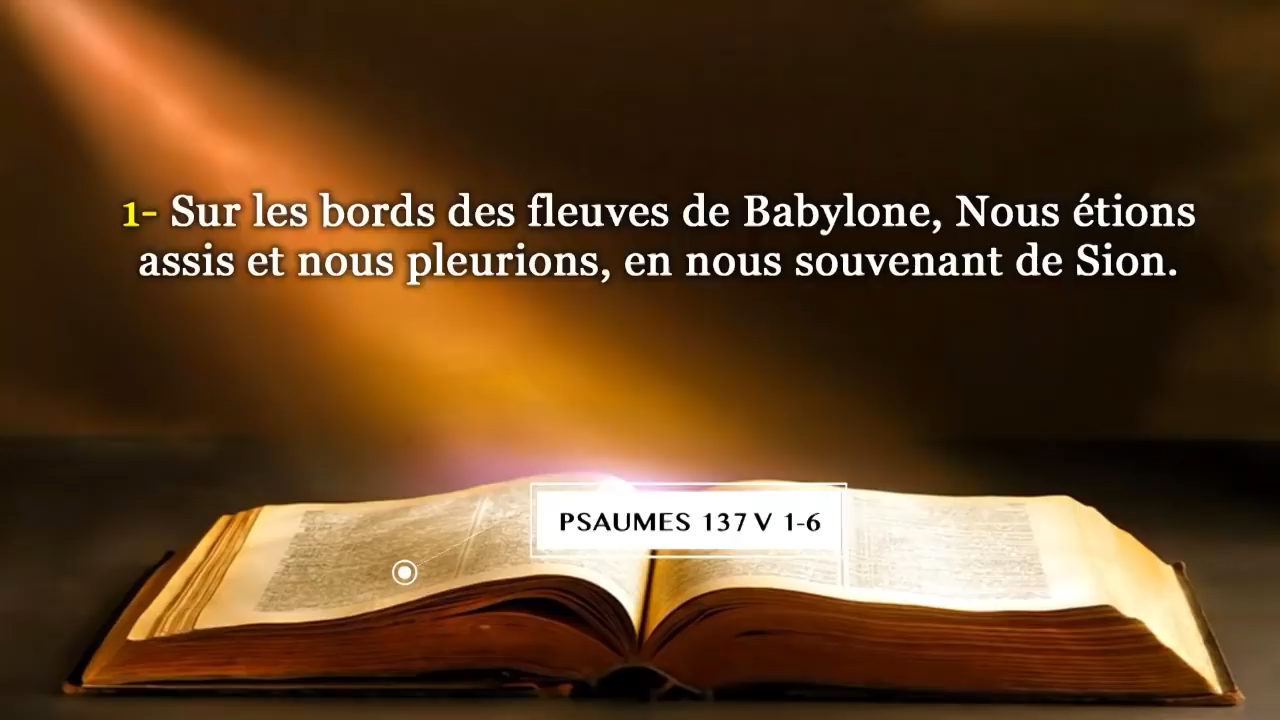 1- Sur les bords des fleuves de Babylone, Nous étions
assis et nous pleurions, en nous souvenant de Sion.
PSAUMES 137 V 1-6